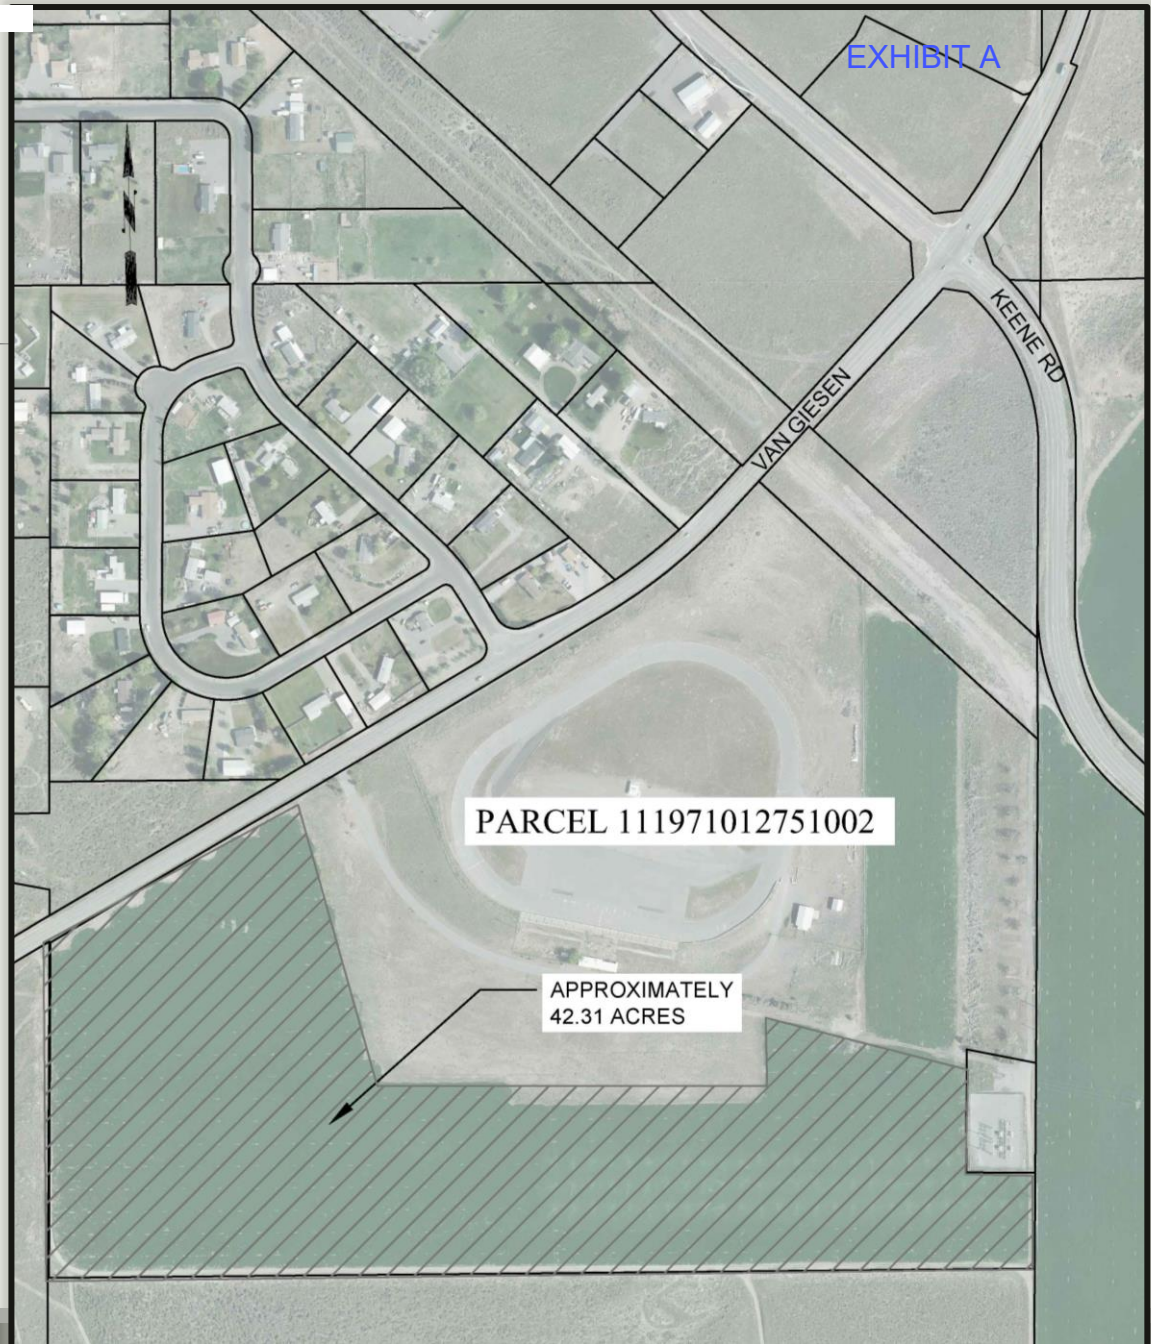 EXHIBIT A
N
KEENE RD
VAN GIESEN
PARCEL 111971012751002
APPROXIMATELY
42.31 ACRES